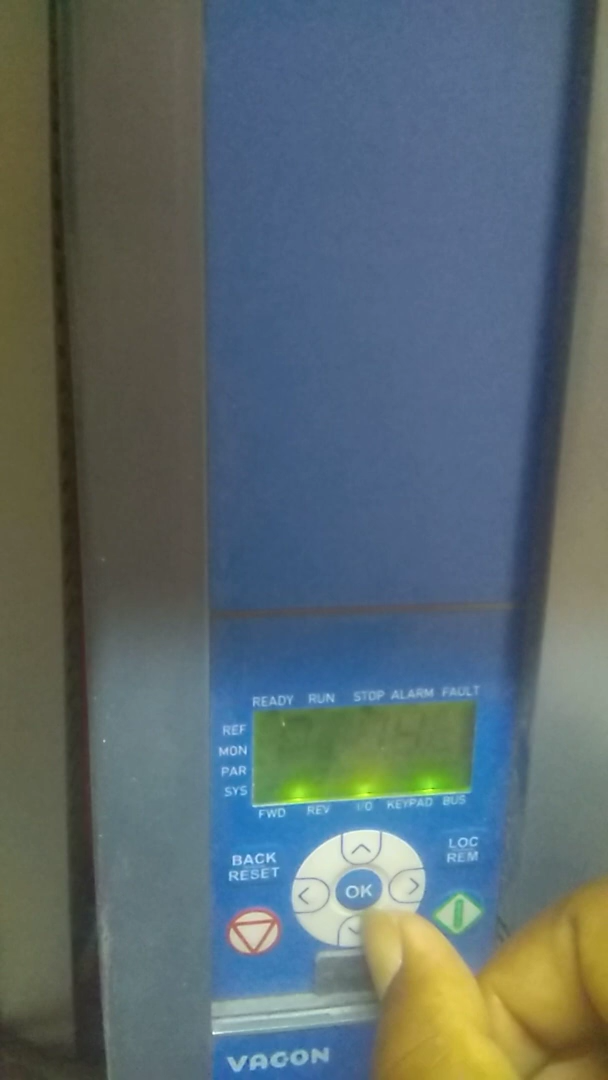 READY RUN STOP ALARM FAULT
REF
MON
PAR
SYS
FWD REV I/O KEYPAD BUS
BACK
RESET
LOC
REM
OK
VACON